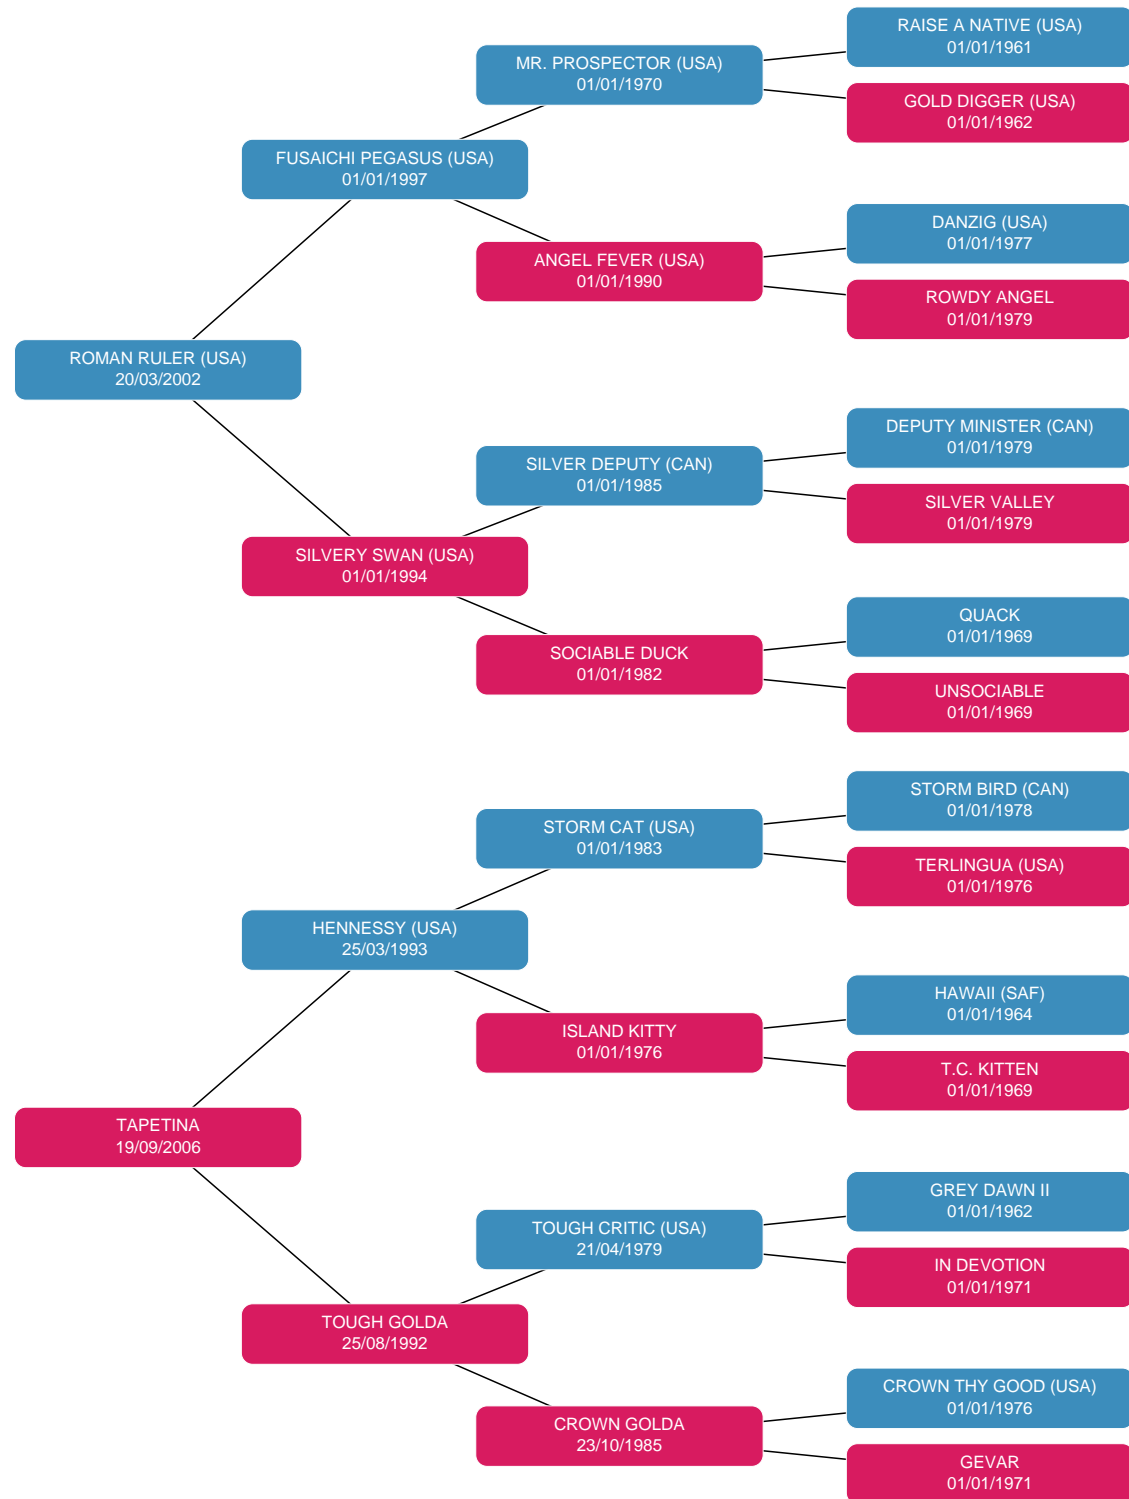 RAISE A NATIVE (USA)
01/01/1961
MR. PROSPECTOR (USA)
01/01/1970
GOLD DIGGER (USA)
01/01/1962
FUSAICHI PEGASUS (USA)
01/01/1997
DANZIG (USA)
01/01/1977
ANGEL FEVER (USA)
01/01/1990
ROWDY ANGEL
01/01/1979
ROMAN RULER (USA)
20/03/2002
DEPUTY MINISTER (CAN)
01/01/1979
SILVER DEPUTY (CAN)
01/01/1985
SILVER VALLEY
01/01/1979
SILVERY SWAN (USA)
01/01/1994
QUACK
01/01/1969
SOCIABLE DUCK
01/01/1982
UNSOCIABLE
01/01/1969
STORM BIRD (CAN)
01/01/1978
STORM CAT (USA)
01/01/1983
TERLINGUA (USA)
01/01/1976
HENNESSY (USA)
25/03/1993
HAWAII (SAF)
01/01/1964
ISLAND KITTY
01/01/1976
T.C. KITTEN
01/01/1969
TAPETINA
19/09/2006
GREY DAWN II
01/01/1962
TOUGH CRITIC (USA)
21/04/1979
IN DEVOTION
01/01/1971
TOUGH GOLDA
25/08/1992
CROWN THY GOOD (USA)
01/01/1976
CROWN GOLDA
23/10/1985
GEVAR
01/01/1971